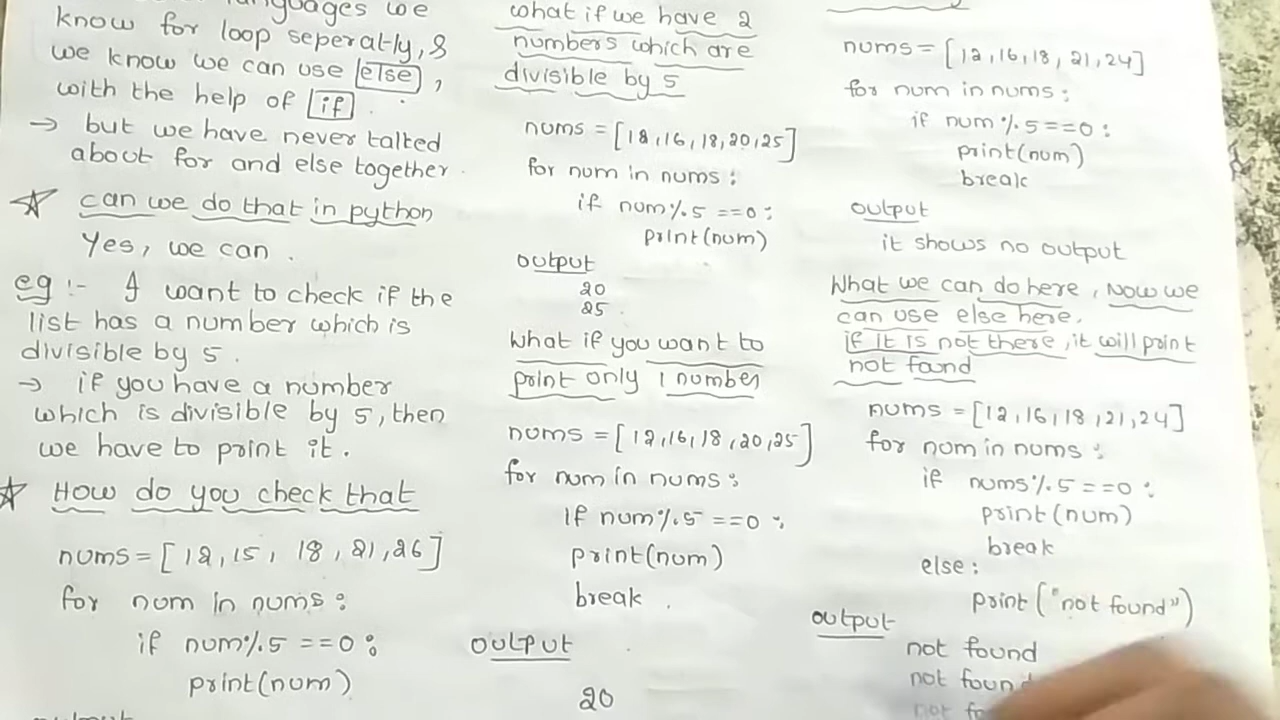 languages we
know for loop seperatly, &
we know we can use else,
with the help of if.
→ but we have never talted
about for and else together.
☆ can we do that in python
Yes, we can.
eg :- I want to check if the
list has a number which is
divisible by 5.
→ if you have a number
which is divisible by 5, then
we have to print it.
☆ How do you check that
nums = [12, 15, 18, 21, 26]
for num in nums :
if num%.5 ==0 :
print(num)
output
what if we have 2
numbers which are
divisible by 5
nums = [12,16,18,20,25]
for num in nums :
if num%.5 ==0 :
print(num)
output
20
25
What if you want to
print only 1 number
nums = [12,16,18,20,25]
for num in nums :
if num%.5 ==0 :
print(num)
break.
output
20
nums = [12,16,18, 21,24]
for num in nums :
if num%.5==0 :
print(num)
break
output
it shows no output
What we can do here, Now we
can use else here.
if it is not there, it will print
not found
nums = [12,16,18,21,24]
for num in nums :
if nums%.5 ==0 :
print(num)
break
else :
print("not found")
output
not found
not found
not